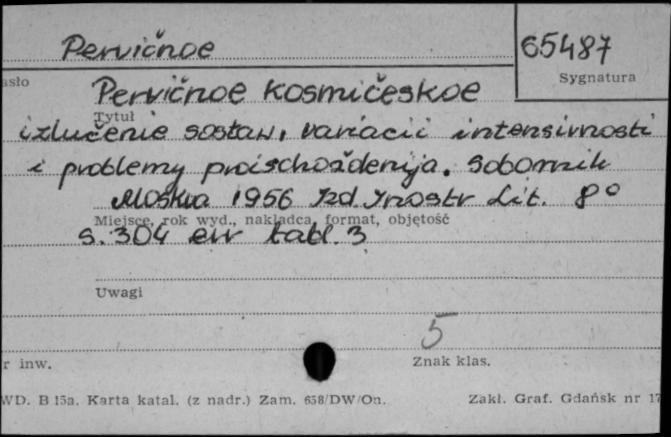 Pervičnoe 65487
asło Sygnatura
Pervičnoe kosmičeskoe
Tytuł
izlučenie sostav, variacii intensivnosti
i problemy proischoždenija. Sobornik
Moskva 1956 Izd. Inostr Lit. 8°
Miejsce, rok wyd., nakładca, format, objętość
s. 304 err tabl. 3
Uwagi
5
r inw. Znak klas.
WD. B 15a. Karta katal. (z nadr.) Zam. 658/DW/On. Zakł. Graf. Gdańsk nr 17